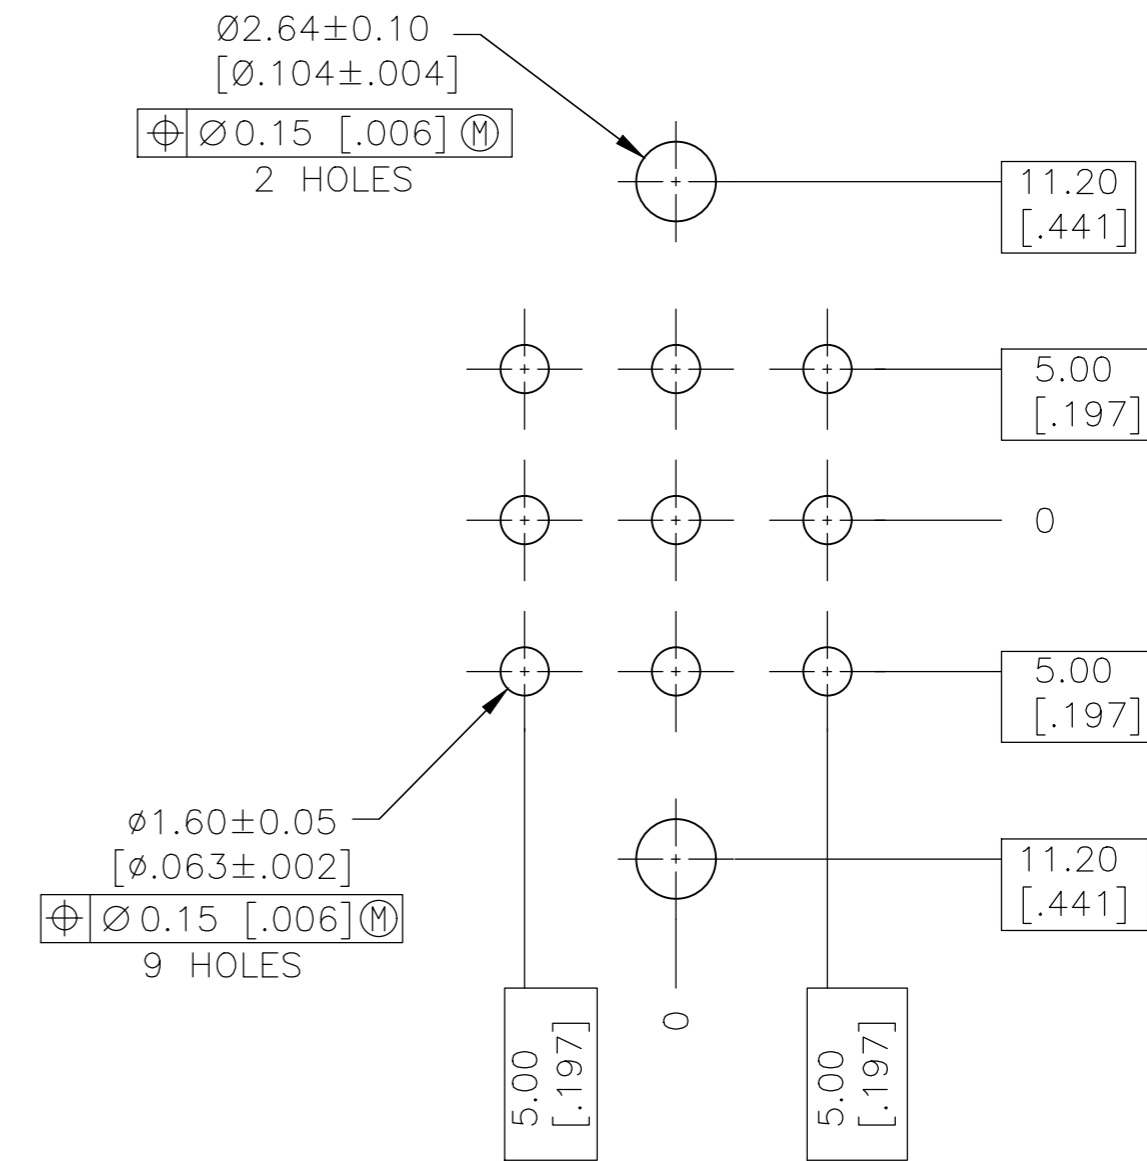 Ø2.64±0.10
[Ø.104±.004]
⌖ Ø0.15 [.006] Ⓜ
2 HOLES
11.20
[.441]
5.00
[.197]
0
5.00
[.197]
11.20
[.441]
ø1.60±0.05
[ø.063±.002]
⌖ Ø0.15 [.006] Ⓜ
9 HOLES
5.00
[.197]
0
5.00
[.197]